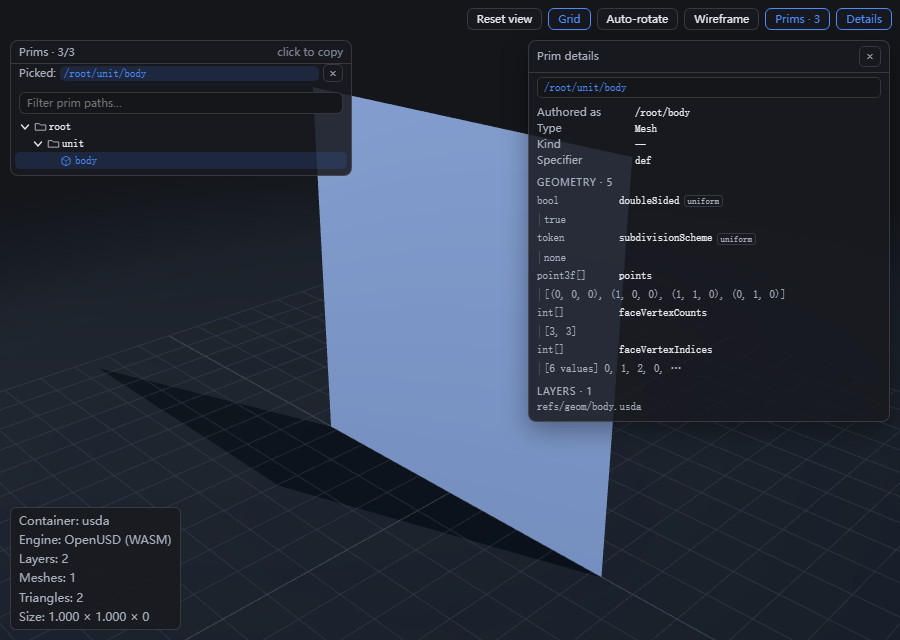 Reset view Grid Auto-rotate Wireframe Prims · 3 Details
Prims · 3/3 click to copy
Picked: /root/unit/body ×
Filter prim paths...
root
unit
body
Prim details ×
/root/unit/body
Authored as /root/body
Type Mesh
Kind —
Specifier def
GEOMETRY · 5
bool doubleSided uniform
true
token subdivisionScheme uniform
none
point3f[] points
[(0, 0, 0), (1, 0, 0), (1, 1, 0), (0, 1, 0)]
int[] faceVertexCounts
[3, 3]
int[] faceVertexIndices
[6 values] 0, 1, 2, 0, ⋯
LAYERS · 1
refs/geom/body.usda
Container: usda
Engine: OpenUSD (WASM)
Layers: 2
Meshes: 1
Triangles: 2
Size: 1.000 × 1.000 × 0